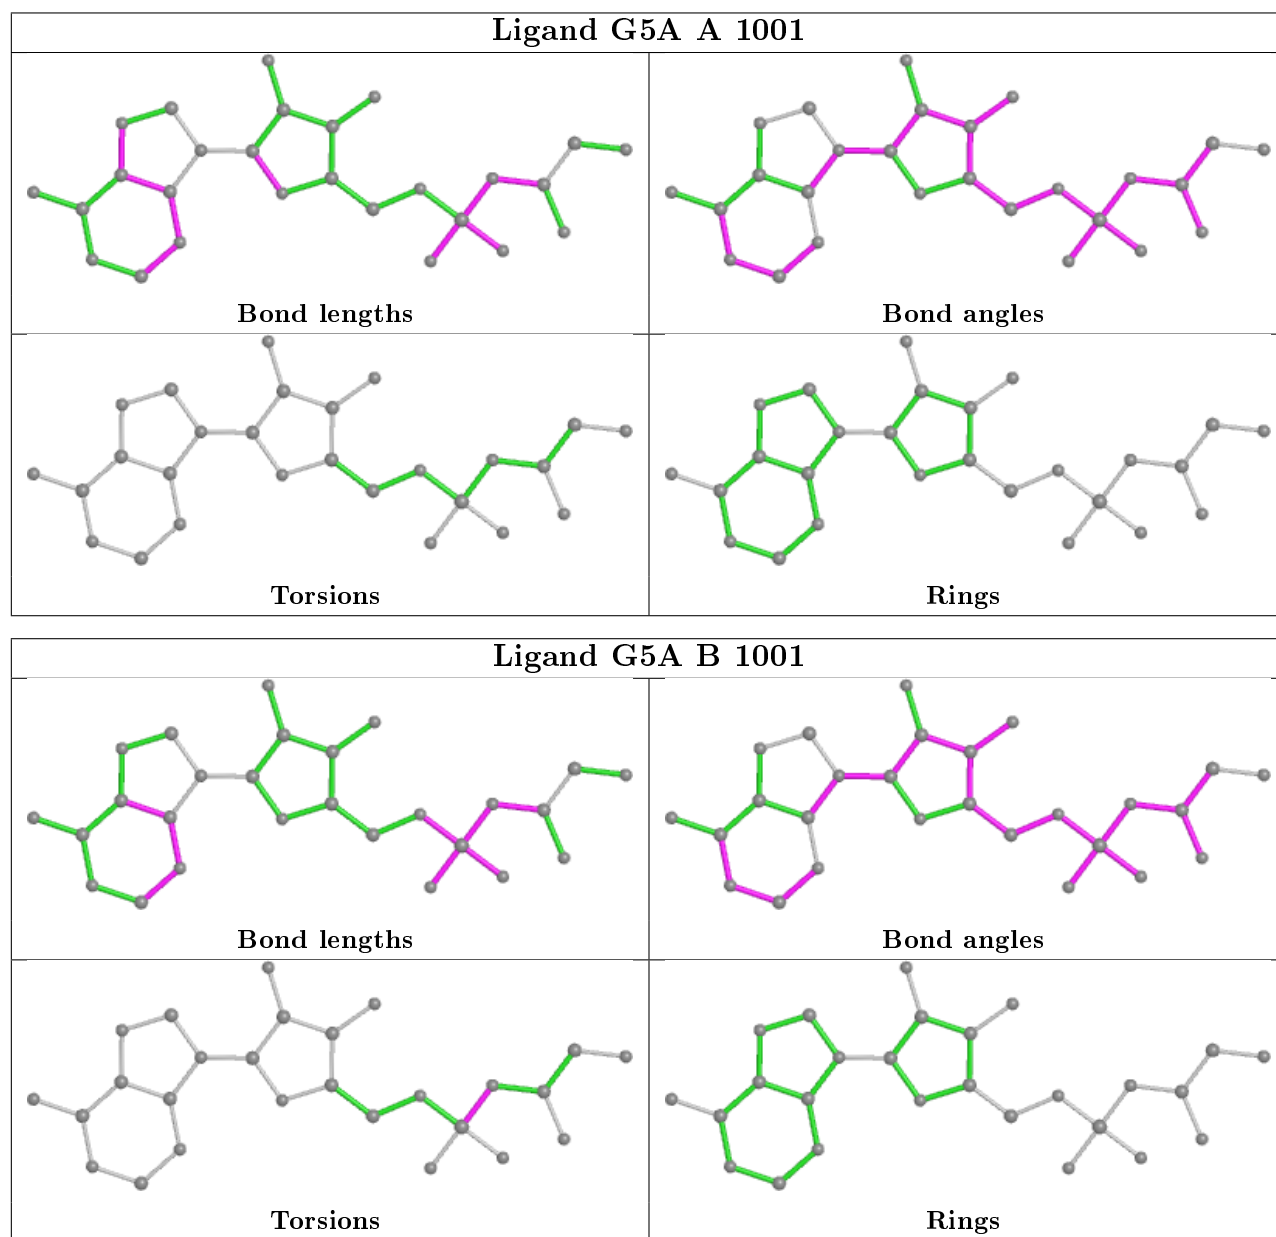 Ligand G5A A 1001
Bond lengths
Bond angles
Torsions
Rings
Ligand G5A B 1001
Bond lengths
Bond angles
Torsions
Rings